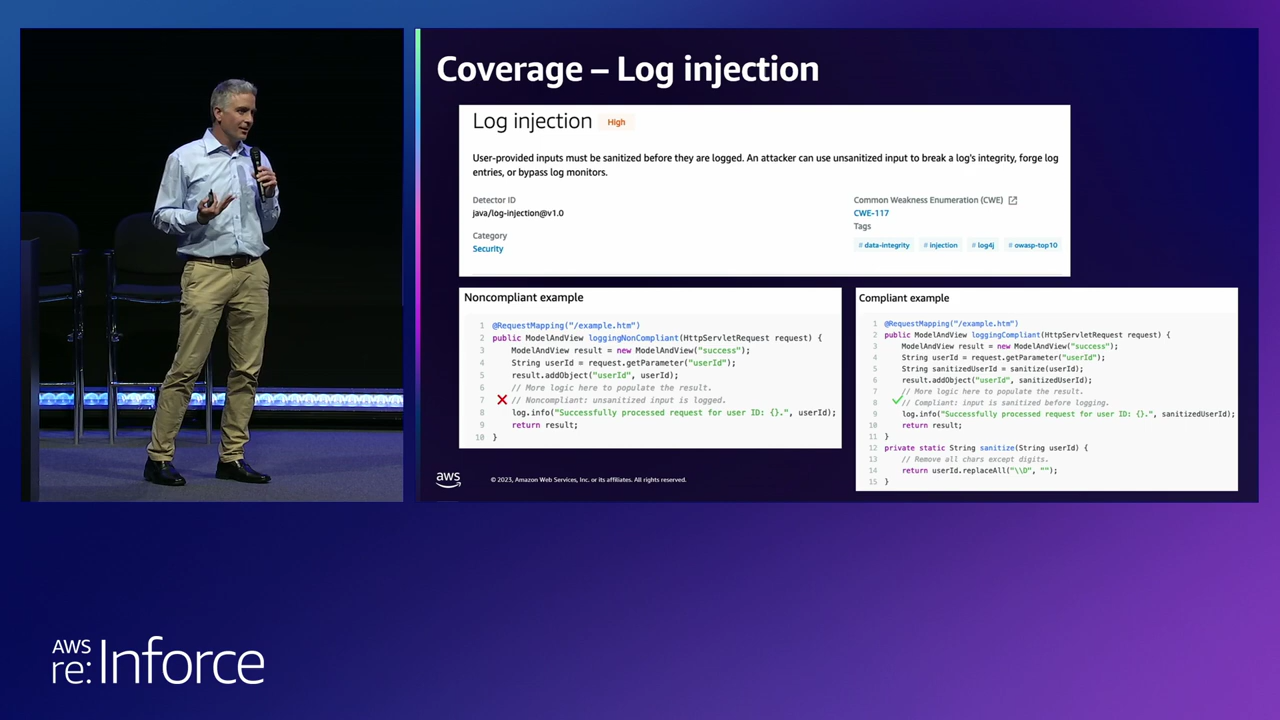 Coverage – Log injection
Log injection High
User-provided inputs must be sanitized before they are logged. An attacker can use unsanitized input to break a log's integrity, forge log
entries, or bypass log monitors.
Detector ID
java/log-injection@v1.0
Category
Security
Common Weakness Enumeration (CWE)
CWE-117
Tags
# data-integrity # injection # log4j # owasp-top10
Noncompliant example
1 @RequestMapping("/example.htm")
2 public ModelAndView loggingNonCompliant(HttpServletRequest request) {
3 ModelAndView result = new ModelAndView("success");
4 String userId = request.getParameter("userId");
5 result.addObject("userId", userId);
6 // More logic here to populate the result.
7 // Noncompliant: unsanitized input is logged.
8 log.info("Successfully processed request for user ID: {}.", userId);
9 return result;
10 }
Compliant example
1 @RequestMapping("/example.htm")
2 public ModelAndView loggingCompliant(HttpServletRequest request) {
3 ModelAndView result = new ModelAndView("success");
4 String userId = request.getParameter("userId");
5 String sanitizedUserId = sanitize(userId);
6 result.addObject("userId", sanitizedUserId);
7 // More logic here to populate the result.
8 // Compliant: input is sanitized before logging.
9 log.info("Successfully processed request for user ID: {}.", sanitizedUserId);
10 return result;
11 }
12 private static String sanitize(String userId) {
13 // Remove all chars except digits.
14 return userId.replaceAll("\\D", "");
15 }
aws
© 2023, Amazon Web Services, Inc. or its affiliates. All rights reserved.
AWS
re:Inforce